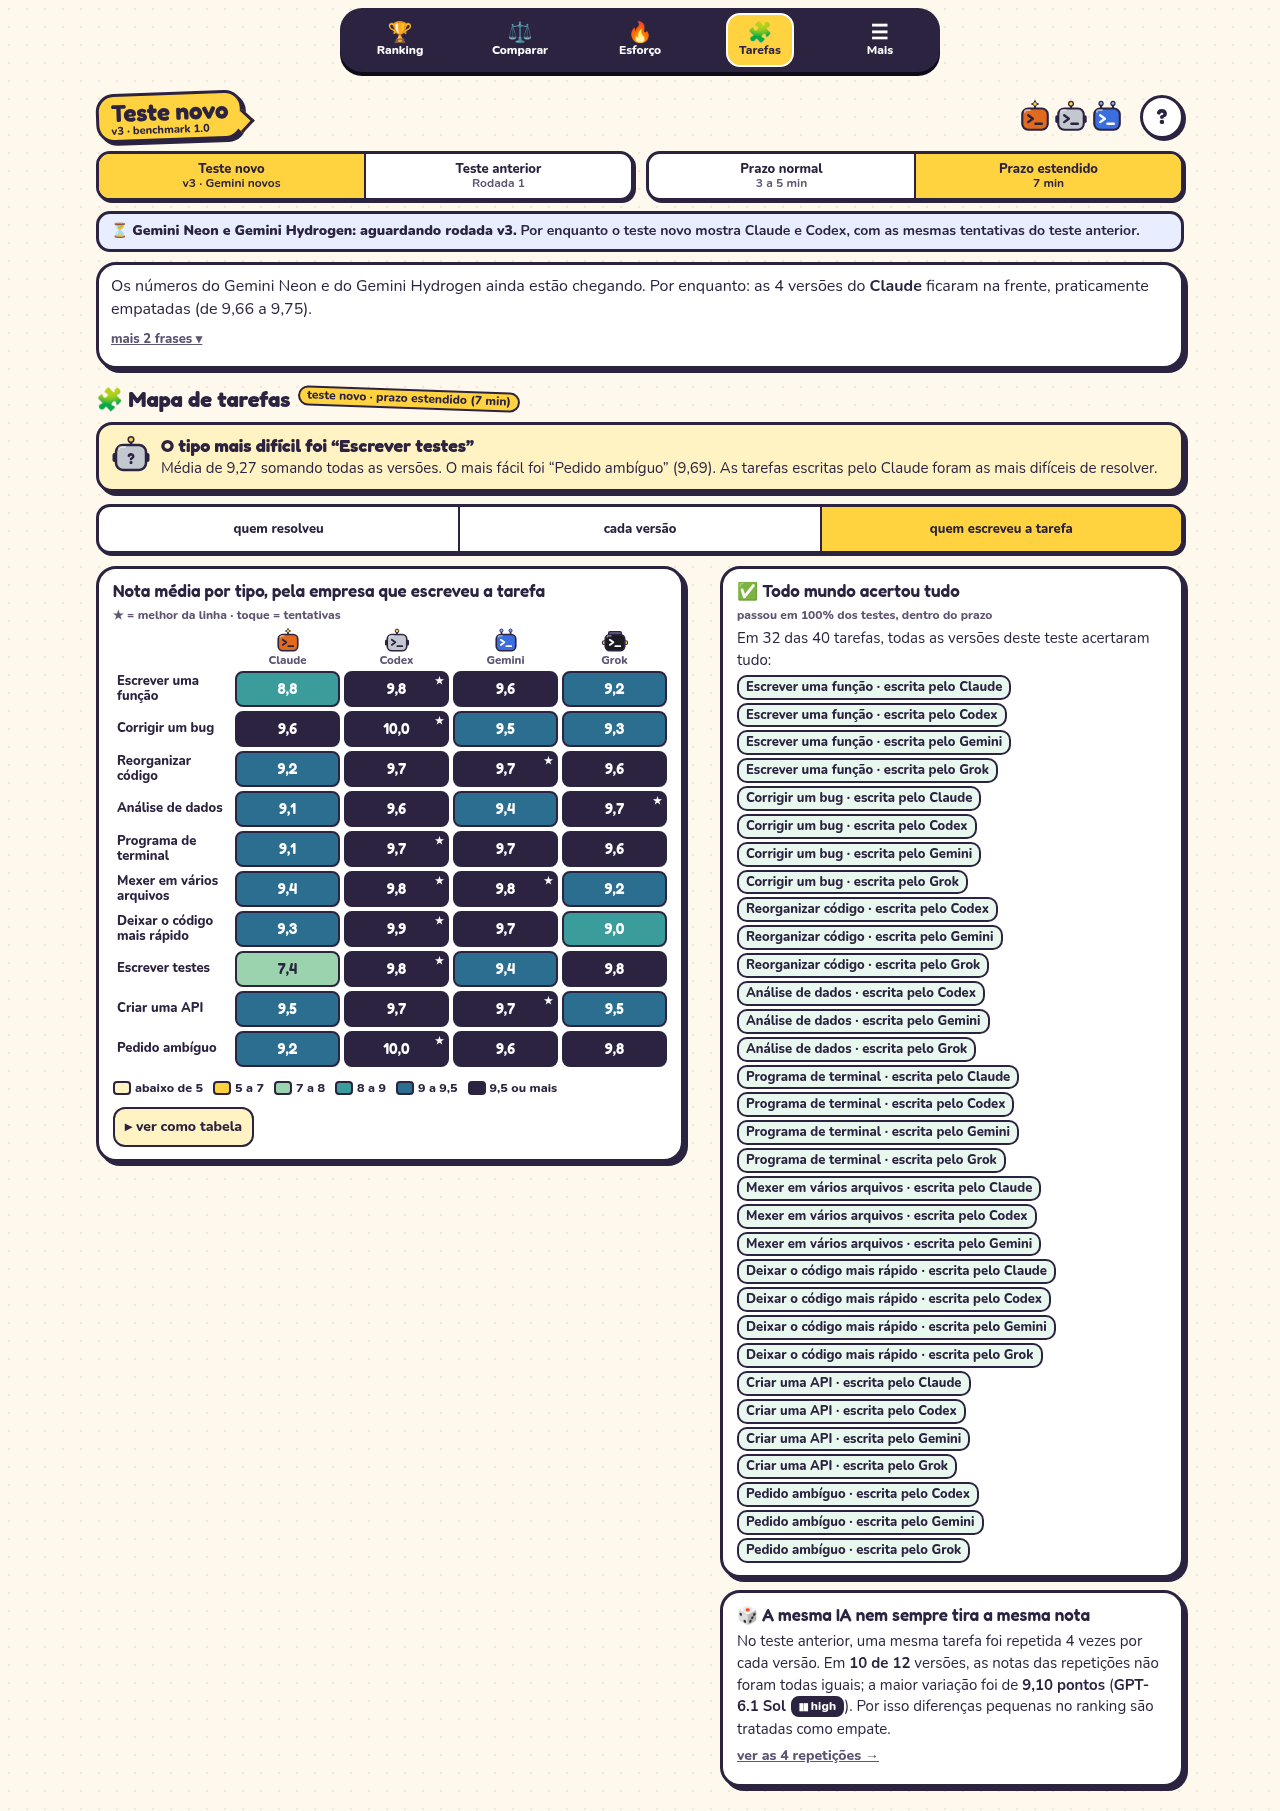 🏆 Ranking
⚖️ Comparar
🔥 Esforço
🧩 Tarefas
☰ Mais
Teste novo
v3 · benchmark 1.0
?
Teste novo
v3 · Gemini novos
Teste anterior
Rodada 1
Prazo normal
3 a 5 min
Prazo estendido
7 min
⏳ Gemini Neon e Gemini Hydrogen: aguardando rodada v3. Por enquanto o teste novo mostra Claude e Codex, com as mesmas tentativas do teste anterior.
Os números do Gemini Neon e do Gemini Hydrogen ainda estão chegando. Por enquanto: as 4 versões do Claude ficaram na frente, praticamente
empatadas (de 9,66 a 9,75).
mais 2 frases ▾
🧩 Mapa de tarefas
teste novo · prazo estendido (7 min)
?
O tipo mais difícil foi “Escrever testes”
Média de 9,27 somando todas as versões. O mais fácil foi “Pedido ambíguo” (9,69). As tarefas escritas pelo Claude foram as mais difíceis de resolver.
quem resolveu
cada versão
quem escreveu a tarefa
Nota média por tipo, pela empresa que escreveu a tarefa
★ = melhor da linha · toque = tentativas
Claude Codex Gemini Grok
Escrever uma
função
8,8 9,8 ★ 9,6 9,2
Corrigir um bug 9,6 10,0 ★ 9,5 9,3
Reorganizar
código
9,2 9,7 9,7 ★ 9,6
Análise de dados 9,1 9,6 9,4 9,7 ★
Programa de
terminal
9,1 9,7 ★ 9,7 9,6
Mexer em vários
arquivos
9,4 9,8 ★ 9,8 ★ 9,2
Deixar o código
mais rápido
9,3 9,9 ★ 9,7 9,0
Escrever testes 7,4 9,8 ★ 9,4 9,8
Criar uma API 9,5 9,7 9,7 ★ 9,5
Pedido ambíguo 9,2 10,0 ★ 9,6 9,8
abaixo de 5 5 a 7 7 a 8 8 a 9 9 a 9,5 9,5 ou mais
▸ ver como tabela
✅ Todo mundo acertou tudo
passou em 100% dos testes, dentro do prazo
Em 32 das 40 tarefas, todas as versões deste teste acertaram
tudo:
Escrever uma função · escrita pelo Claude
Escrever uma função · escrita pelo Codex
Escrever uma função · escrita pelo Gemini
Escrever uma função · escrita pelo Grok
Corrigir um bug · escrita pelo Claude
Corrigir um bug · escrita pelo Codex
Corrigir um bug · escrita pelo Gemini
Corrigir um bug · escrita pelo Grok
Reorganizar código · escrita pelo Codex
Reorganizar código · escrita pelo Gemini
Reorganizar código · escrita pelo Grok
Análise de dados · escrita pelo Codex
Análise de dados · escrita pelo Gemini
Análise de dados · escrita pelo Grok
Programa de terminal · escrita pelo Claude
Programa de terminal · escrita pelo Codex
Programa de terminal · escrita pelo Gemini
Programa de terminal · escrita pelo Grok
Mexer em vários arquivos · escrita pelo Claude
Mexer em vários arquivos · escrita pelo Codex
Mexer em vários arquivos · escrita pelo Gemini
Deixar o código mais rápido · escrita pelo Claude
Deixar o código mais rápido · escrita pelo Codex
Deixar o código mais rápido · escrita pelo Gemini
Deixar o código mais rápido · escrita pelo Grok
Criar uma API · escrita pelo Claude
Criar uma API · escrita pelo Codex
Criar uma API · escrita pelo Gemini
Criar uma API · escrita pelo Grok
Pedido ambíguo · escrita pelo Codex
Pedido ambíguo · escrita pelo Gemini
Pedido ambíguo · escrita pelo Grok
🎲 A mesma IA nem sempre tira a mesma nota
No teste anterior, uma mesma tarefa foi repetida 4 vezes por
cada versão. Em 10 de 12 versões, as notas das repetições não
foram todas iguais; a maior variação foi de 9,10 pontos (GPT-
6.1 Sol ▮▮ high). Por isso diferenças pequenas no ranking são
tratadas como empate.
ver as 4 repetições →